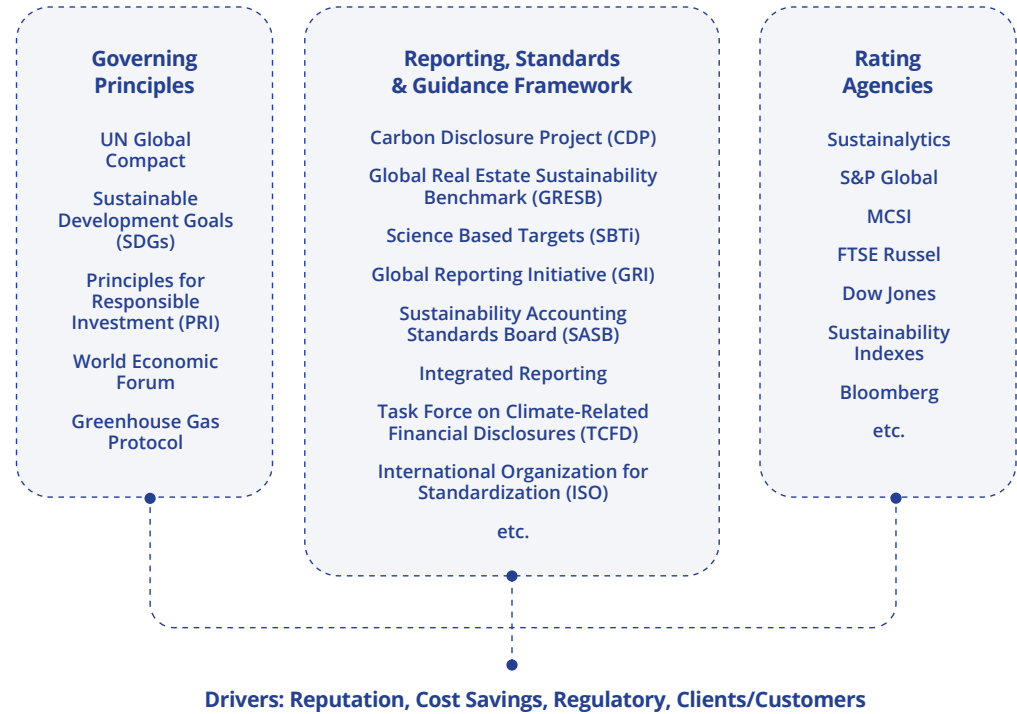 Governing
Principles
UN Global
Compact
Sustainable
Development Goals
(SDGs)
Principles for
Responsible
Investment (PRI)
World Economic
Forum
Greenhouse Gas
Protocol
Reporting, Standards
& Guidance Framework
Carbon Disclosure Project (CDP)
Global Real Estate Sustainability
Benchmark (GRESB)
Science Based Targets (SBTi)
Global Reporting Initiative (GRI)
Sustainability Accounting
Standards Board (SASB)
Integrated Reporting
Task Force on Climate-Related
Financial Disclosures (TCFD)
International Organization for
Standardization (ISO)
etc.
Rating
Agencies
Sustainalytics
S&P Global
MCSI
FTSE Russel
Dow Jones
Sustainability
Indexes
Bloomberg
etc.
Drivers: Reputation, Cost Savings, Regulatory, Clients/Customers